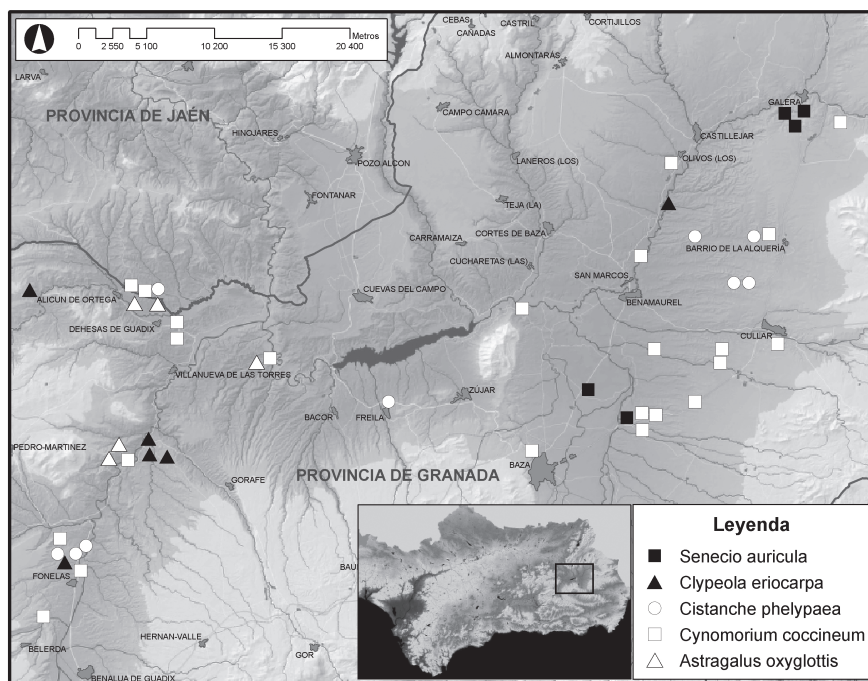 0 2 550 5 100 10 200 15 300 20 400 Metros
CEBAS
CAÑADAS
CASTRIL
CORTIJILLOS
LARVA
ALMONTARAS
PROVINCIA DE JAÉN
HINOJARES
CAMPO CAMARA
GALERA
CASTILLEJAR
POZO ALCON
LANEROS (LOS)
OLIVOS (LOS)
FONTANAR
TEJA (LA)
CARRAMAIZA
CORTES DE BAZA
BARRIO DE LA ALQUERÍA
CUCHARETAS (LAS)
SAN MARCOS
ALICUN DE ORTEGA
CUEVAS DEL CAMPO
BENAMAUREL
DEHESAS DE GUADIX
CULLAR
VILLANUEVA DE LAS TORRES
ZUJAR
BACOR
FREILA
PEDRO-MARTINEZ
BAZA
PROVINCIA DE GRANADA
GORAFE
FONELAS
BAU
HERNAN-VALLE
BELERDA
GOR
BENALUA DE GUADIX
Leyenda
Senecio auricula
Clypeola eriocarpa
Cistanche phelypaea
Cynomorium coccineum
Astragalus oxyglottis